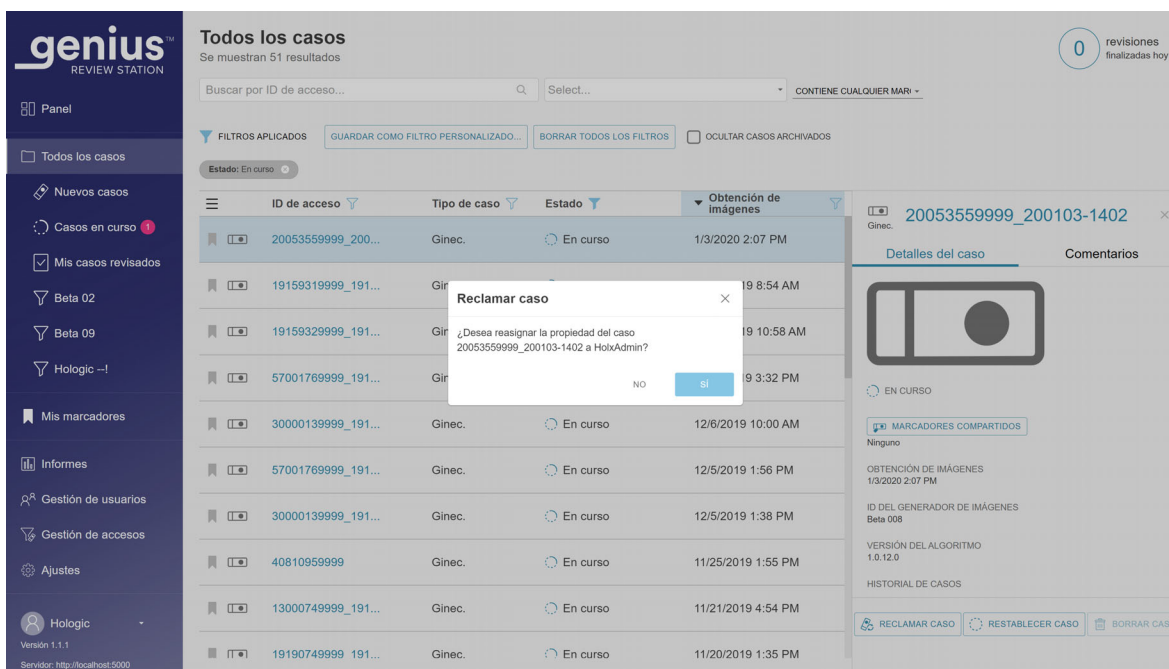 genius™
REVIEW STATION
Panel
Todos los casos
Nuevos casos
Casos en curso 1
Mis casos revisados
Beta 02
Beta 09
Hologic --!
Mis marcadores
Informes
Gestión de usuarios
Gestión de accesos
Ajustes
Hologic
Versión 1.1.1
Servidor: http://localhost:5000
Todos los casos
Se muestran 51 resultados
0 revisiones
finalizadas hoy
Buscar por ID de acceso... Select... CONTIENE CUALQUIER MAR
FILTROS APLICADOS GUARDAR COMO FILTRO PERSONALIZADO... BORRAR TODOS LOS FILTROS OCULTAR CASOS ARCHIVADOS
Estado: En curso
ID de acceso Tipo de caso Estado Obtención de
imágenes
20053559999_200... Ginec. En curso 1/3/2020 2:07 PM
19159319999_191... Gin 19 8:54 AM
19159329999_191... Gin 19 10:58 AM
57001769999_191... Gin 19 3:32 PM
30000139999_191... Ginec. En curso 12/6/2019 10:00 AM
57001769999_191... Ginec. En curso 12/5/2019 1:56 PM
30000139999_191... Ginec. En curso 12/5/2019 1:38 PM
40810959999 Ginec. En curso 11/25/2019 1:55 PM
13000749999_191... Ginec. En curso 11/21/2019 4:54 PM
19190749999_191... Ginec. En curso 11/20/2019 1:35 PM
Reclamar caso
¿Desea reasignar la propiedad del caso
20053559999_200103-1402 a HolxAdmin?
NO SÍ
Ginec. 20053559999_200103-1402
Detalles del caso Comentarios
EN CURSO
MARCADORES COMPARTIDOS
Ninguno
OBTENCIÓN DE IMÁGENES
1/3/2020 2:07 PM
ID DEL GENERADOR DE IMÁGENES
Beta 008
VERSIÓN DEL ALGORITMO
1.0.12.0
HISTORIAL DE CASOS
RECLAMAR CASO RESTABLECER CASO BORRAR CAS